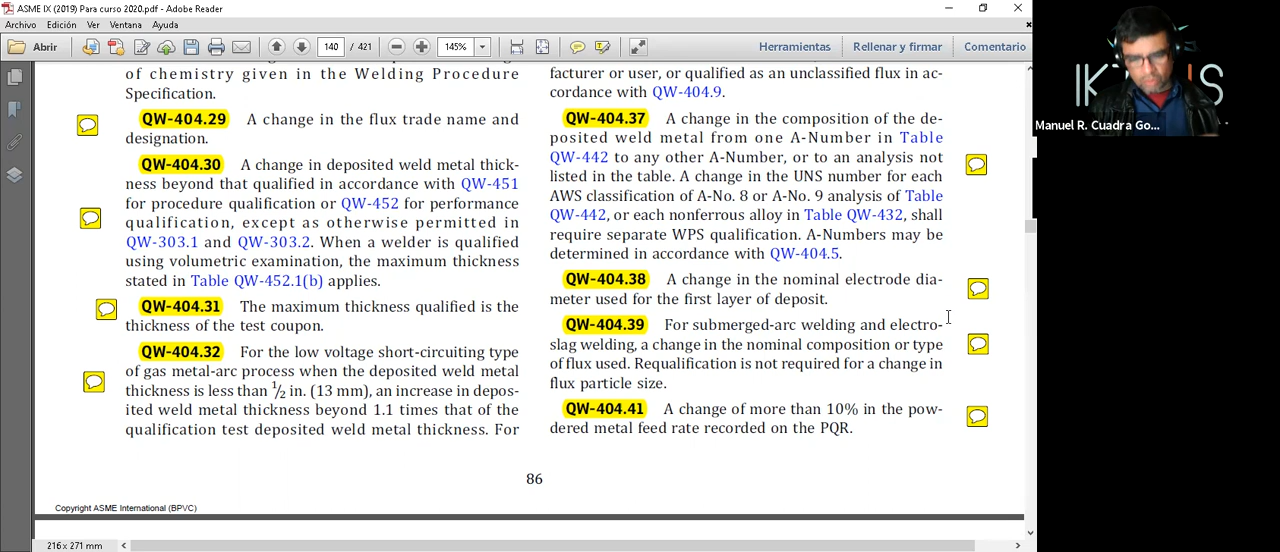 ASME IX (2019) Para curso 2020.pdf - Adobe Reader
Archivo Edición Ver Ventana Ayuda
Abrir
140 / 421
145%
Herramientas
Rellenar y firmar
Comentario
of chemistry given in the Welding Procedure
Specification.
QW-404.29 A change in the flux trade name and
designation.
QW-404.30 A change in deposited weld metal thick-
ness beyond that qualified in accordance with QW-451
for procedure qualification or QW-452 for performance
qualification, except as otherwise permitted in
QW-303.1 and QW-303.2. When a welder is qualified
using volumetric examination, the maximum thickness
stated in Table QW-452.1(b) applies.
QW-404.31 The maximum thickness qualified is the
thickness of the test coupon.
QW-404.32 For the low voltage short-circuiting type
of gas metal-arc process when the deposited weld metal
thickness is less than 1/2 in. (13 mm), an increase in depos-
ited weld metal thickness beyond 1.1 times that of the
qualification test deposited weld metal thickness. For
facturer or user, or qualified as an unclassified flux in ac-
cordance with QW-404.9.
QW-404.37 A change in the composition of the de-
posited weld metal from one A-Number in Table
QW-442 to any other A-Number, or to an analysis not
listed in the table. A change in the UNS number for each
AWS classification of A-No. 8 or A-No. 9 analysis of Table
QW-442, or each nonferrous alloy in Table QW-432, shall
require separate WPS qualification. A-Numbers may be
determined in accordance with QW-404.5.
QW-404.38 A change in the nominal electrode dia-
meter used for the first layer of deposit.
QW-404.39 For submerged-arc welding and electro-
slag welding, a change in the nominal composition or type
of flux used. Requalification is not required for a change in
flux particle size.
QW-404.41 A change of more than 10% in the pow-
dered metal feed rate recorded on the PQR.
86
Copyright ASME International (BPVC)
216 x 271 mm
Manuel R. Cuadra Go...